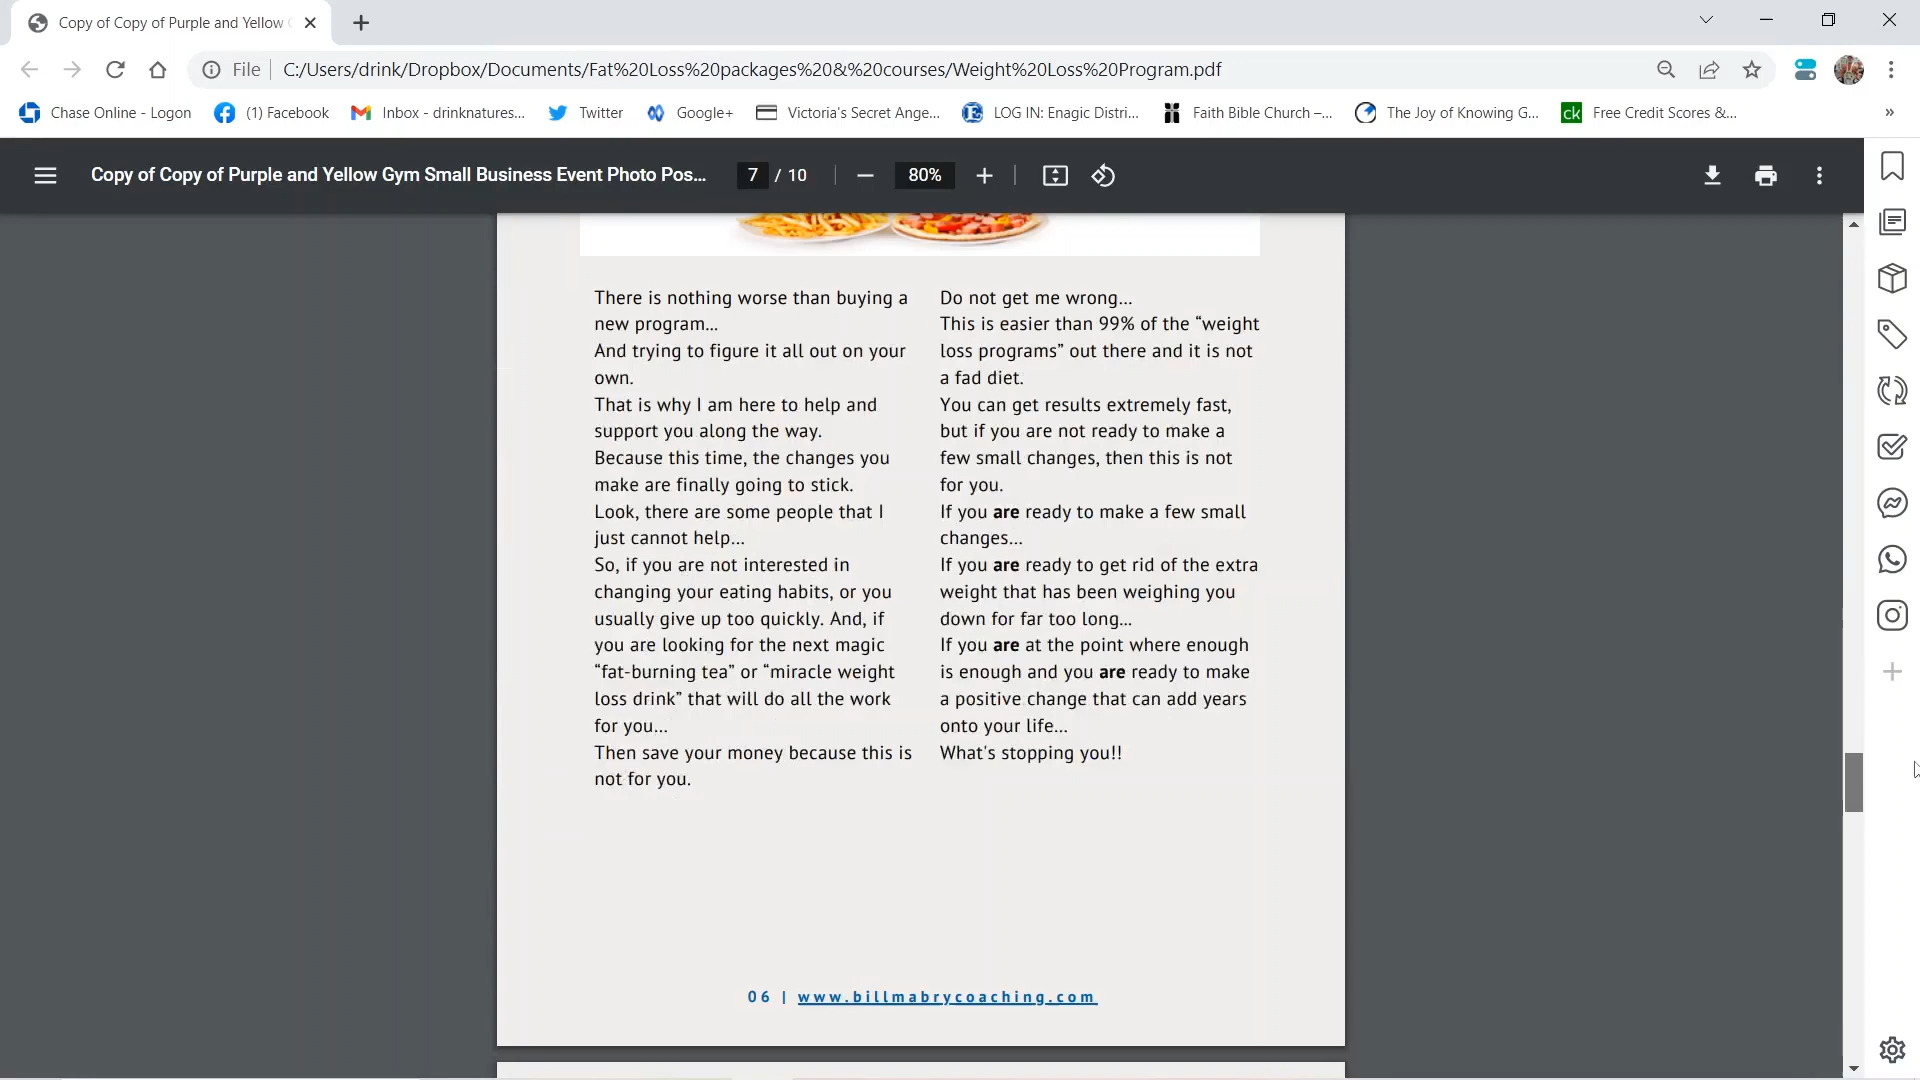 Copy of Copy of Purple and Yellow
File
C:/Users/drink/Dropbox/Documents/Fat%20Loss%20packages%20&%20courses/Weight%20Loss%20Program.pdf
Chase Online - Logon
(1) Facebook
Inbox - drinknatures...
Twitter
Google+
Victoria's Secret Ange...
LOG IN: Enagic Distri...
Faith Bible Church –...
The Joy of Knowing G...
ck
Free Credit Scores &...
»
Copy of Copy of Purple and Yellow Gym Small Business Event Photo Pos...
7 / 10
80%
There is nothing worse than buying a
new program...
And trying to figure it all out on your
own.
That is why I am here to help and
support you along the way.
Because this time, the changes you
make are finally going to stick.
Look, there are some people that I
just cannot help...
So, if you are not interested in
changing your eating habits, or you
usually give up too quickly. And, if
you are looking for the next magic
“fat-burning tea” or “miracle weight
loss drink” that will do all the work
for you...
Then save your money because this is
not for you.
Do not get me wrong...
This is easier than 99% of the “weight
loss programs” out there and it is not
a fad diet.
You can get results extremely fast,
but if you are not ready to make a
few small changes, then this is not
for you.
If you are ready to make a few small
changes...
If you are ready to get rid of the extra
weight that has been weighing you
down for far too long...
If you are at the point where enough
is enough and you are ready to make
a positive change that can add years
onto your life...
What's stopping you!!
06 | www.billmabrycoaching.com